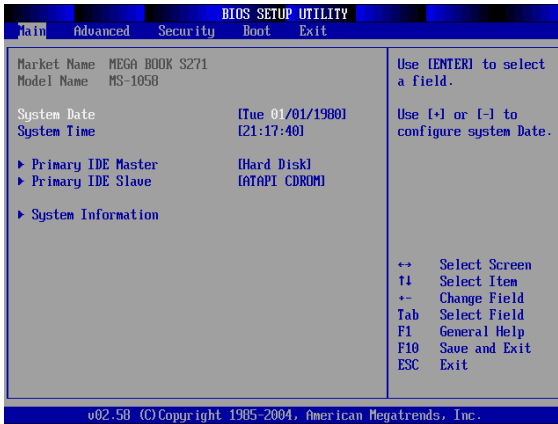 BIOS SETUP UTILITY
Main Advanced Security Boot Exit
Market Name MEGA BOOK S271
Model Name MS-1058
System Date [Tue 01/01/1980]
System Time [21:17:40]
▶ Primary IDE Master [Hard Disk]
▶ Primary IDE Slave [ATAPI CDROM]
▶ System Information
Use [ENTER] to select
a field.
Use [+] or [-] to
configure system Date.
↔ Select Screen
↑↓ Select Item
+- Change Field
Tab Select Field
F1 General Help
F10 Save and Exit
ESC Exit
v02.58 (C)Copyright 1985-2004, American Megatrends, Inc.